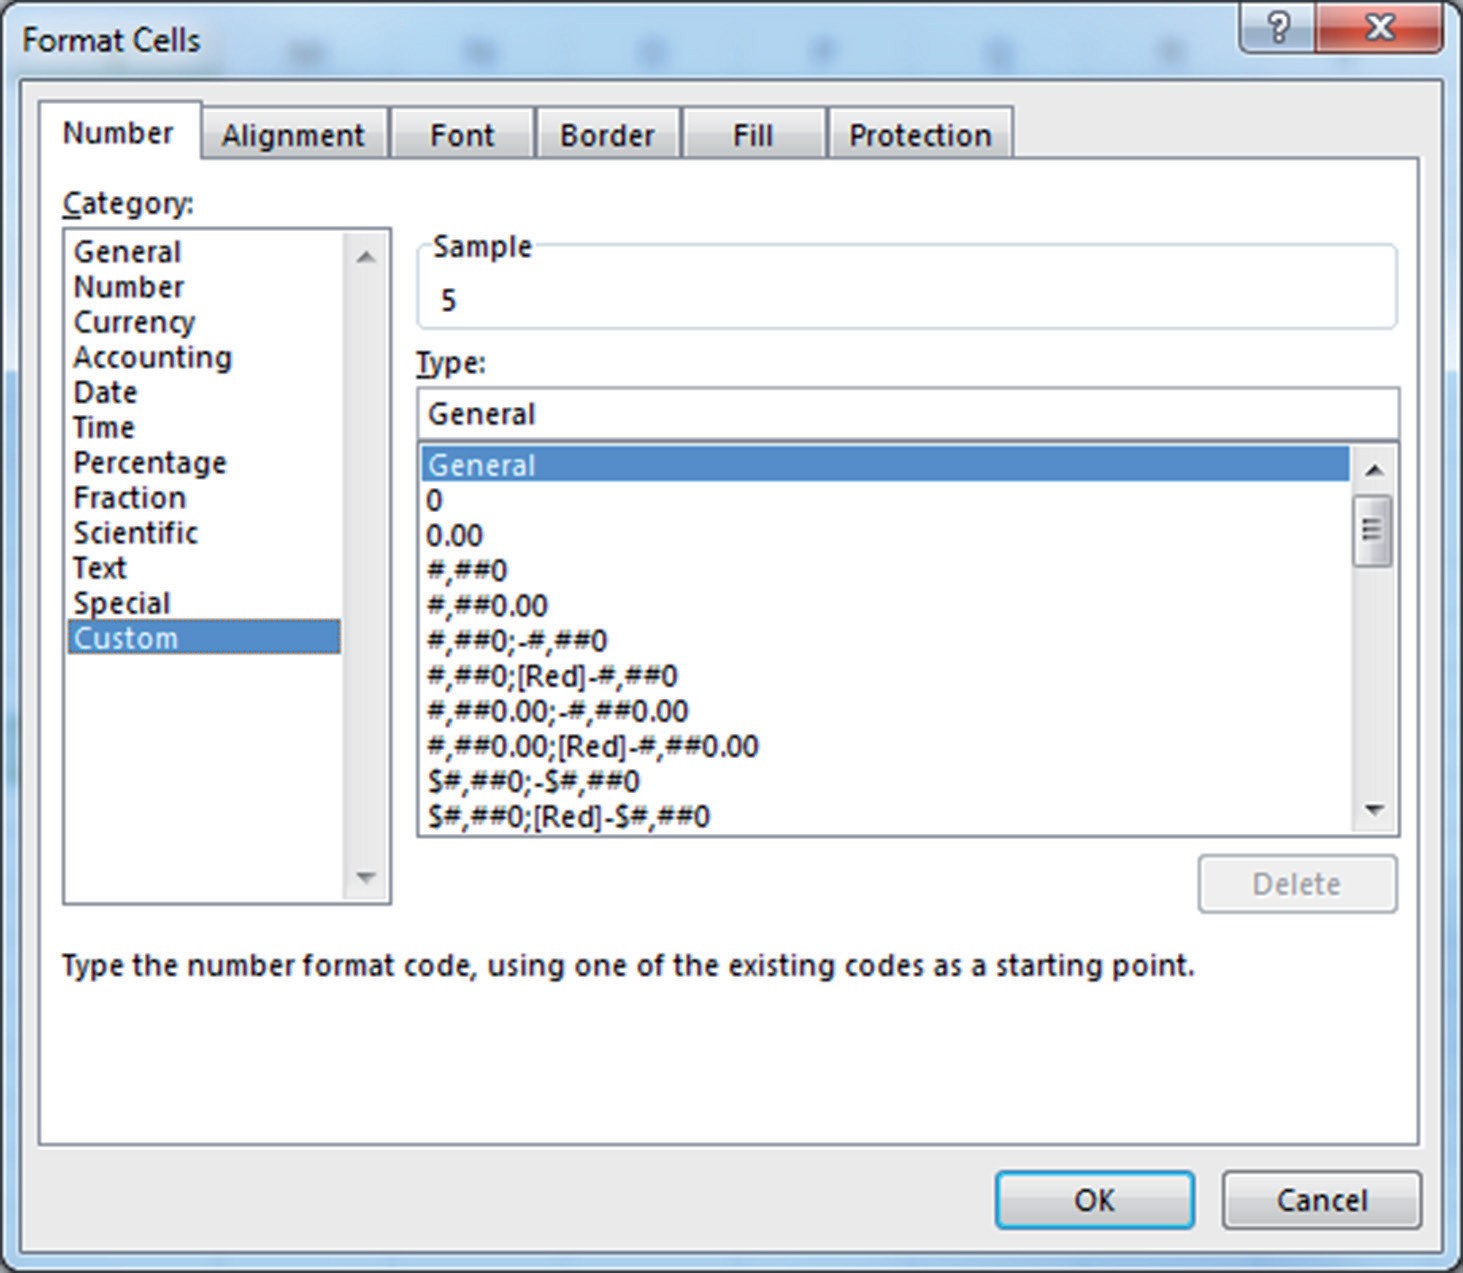 Format Cells
?
X
Number Alignment Font Border Fill Protection
Category:
General
Number
Currency
Accounting
Date
Time
Percentage
Fraction
Scientific
Text
Special
Custom
Sample
5
Type:
General
General
0
0.00
#,##0
#,##0.00
#,##0;-#,##0
#,##0;[Red]-#,##0
#,##0.00;-#,##0.00
#,##0.00;[Red]-#,##0.00
$#,##0;-$#,##0
$#,##0;[Red]-$#,##0
Delete
Type the number format code, using one of the existing codes as a starting point.
OK Cancel